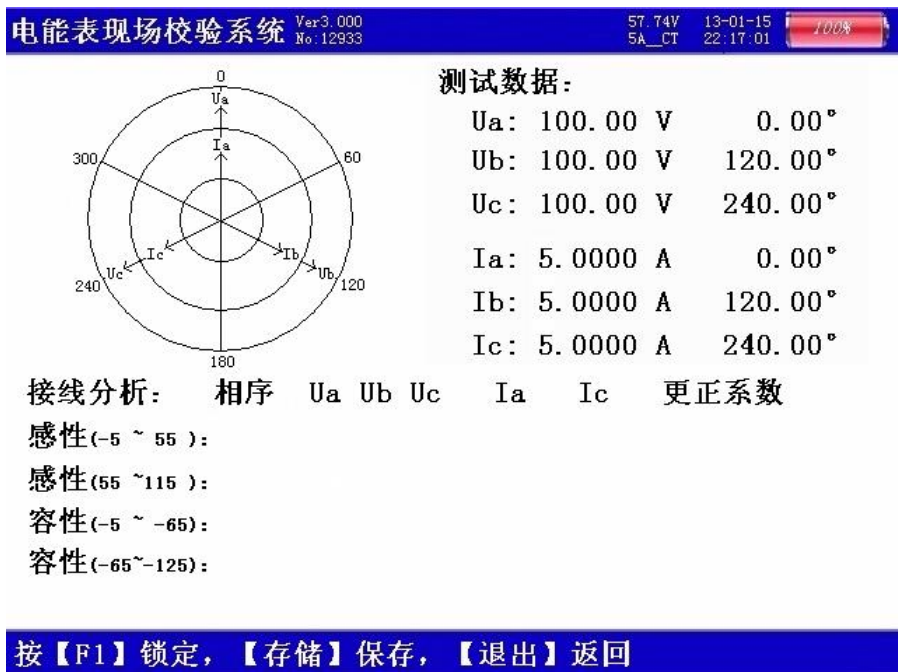 电能表现场校验系统 Ver3.000 57.74V 13-01-15 100%
No:12933 5A__CT 22:17:01
测试数据:
0
Ua
Ia
300 60
Ic Ib
Uc Ub
240 120
180
Ua: 100.00 V 0.00°
Ub: 100.00 V 120.00°
Uc: 100.00 V 240.00°
Ia: 5.0000 A 0.00°
Ib: 5.0000 A 120.00°
Ic: 5.0000 A 240.00°
接线分析: 相序 Ua Ub Uc Ia Ic 更正系数
感性(-5 ~ 55 ):
感性(55 ~115 ):
容性(-5 ~ -65):
容性(-65~-125):
按【F1】锁定,【存储】保存,【退出】返回